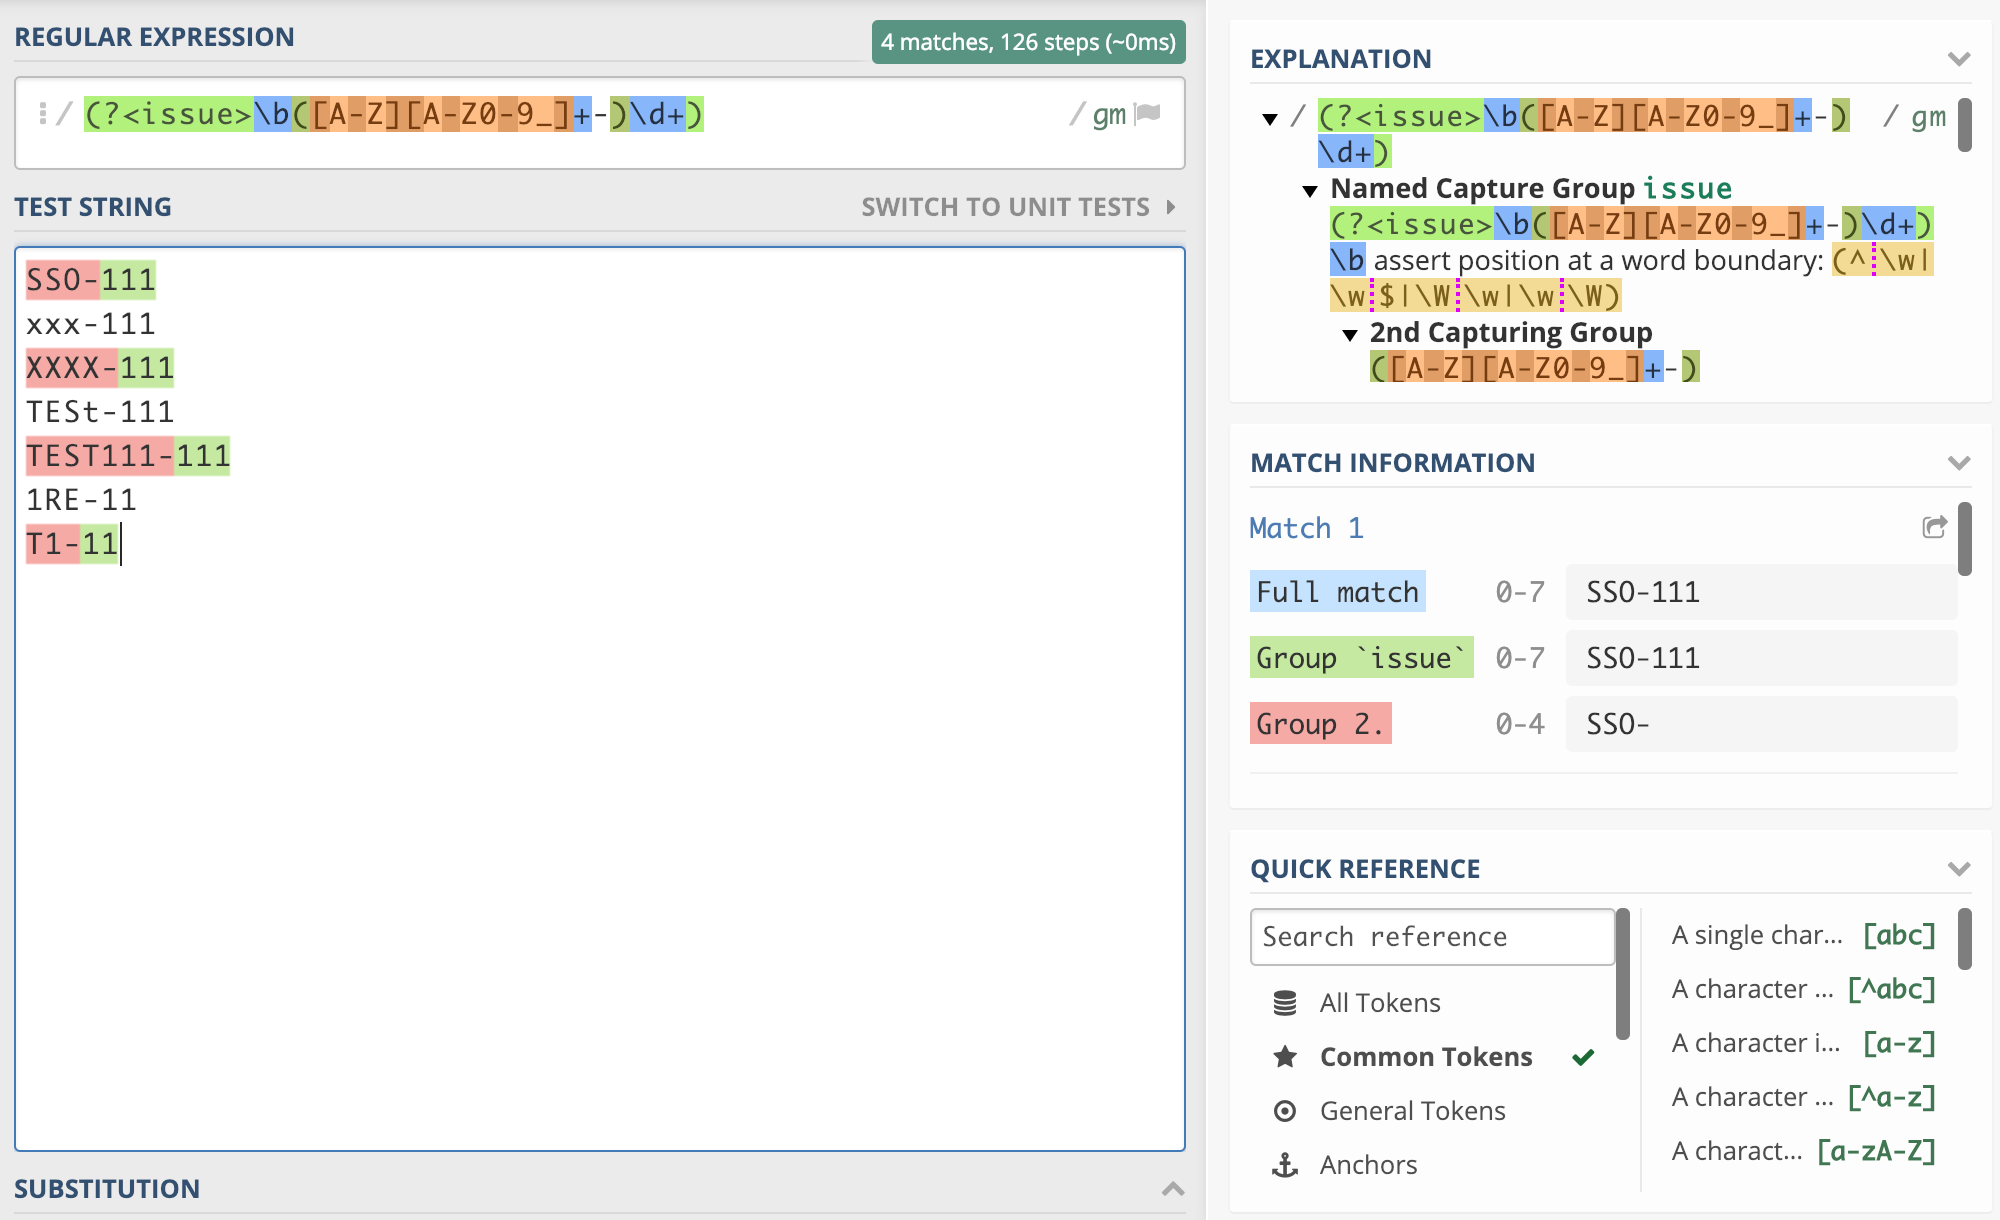 REGULAR EXPRESSION
4 matches, 126 steps (~0ms)
/ (?<issue>\b([A-Z][A-Z0-9_]+-)\d+) / gm
TEST STRING
SWITCH TO UNIT TESTS
SSO-111
xxx-111
XXXX-111
TESt-111
TEST111-111
1RE-11
T1-11
SUBSTITUTION
EXPLANATION
/ (?<issue>\b([A-Z][A-Z0-9_]+-) / gm
\d+)
Named Capture Group issue
(?<issue>\b([A-Z][A-Z0-9_]+-)\d+)
\b assert position at a word boundary: (^\w|
\w$|\W\w|\w\W)
2nd Capturing Group
([A-Z][A-Z0-9_]+-)
MATCH INFORMATION
Match 1
Full match 0-7 SSO-111
Group `issue` 0-7 SSO-111
Group 2. 0-4 SSO-
QUICK REFERENCE
Search reference
All Tokens
Common Tokens
General Tokens
Anchors
A single char... [abc]
A character ... [^abc]
A character i... [a-z]
A character ... [^a-z]
A charact... [a-zA-Z]